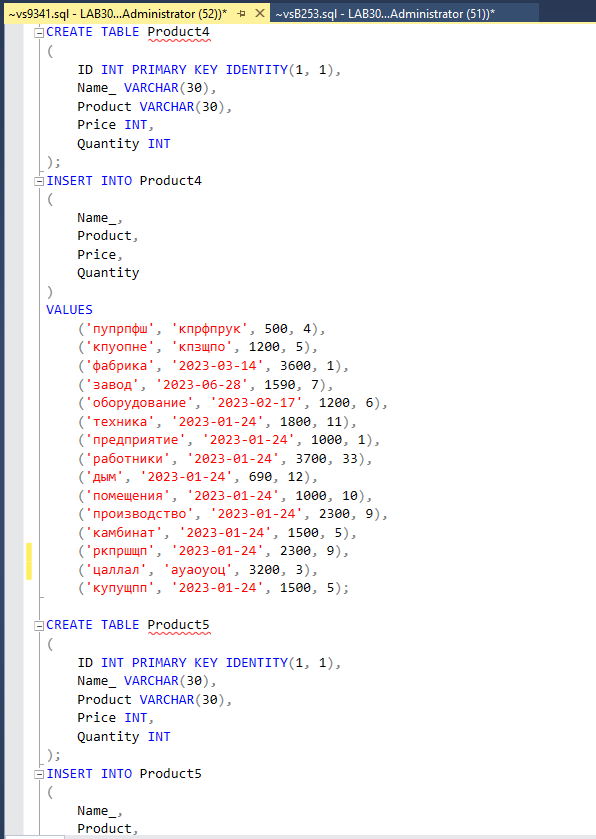 ~vs9341.sql - LAB30...Administrator (52))* ~vsB253.sql - LAB30...Administrator (51))*
CREATE TABLE Product4
(
ID INT PRIMARY KEY IDENTITY(1, 1),
Name_ VARCHAR(30),
Product VARCHAR(30),
Price INT,
Quantity INT
);
INSERT INTO Product4
(
Name_,
Product,
Price,
Quantity
)
VALUES
('пупрпфш', 'кпрфпрук', 500, 4),
('кпуопне', 'кпзщпо', 1200, 5),
('фабрика', '2023-03-14', 3600, 1),
('завод', '2023-06-28', 1590, 7),
('оборудование', '2023-02-17', 1200, 6),
('техника', '2023-01-24', 1800, 11),
('предприятие', '2023-01-24', 1000, 1),
('работники', '2023-01-24', 3700, 33),
('дым', '2023-01-24', 690, 12),
('помещения', '2023-01-24', 1000, 10),
('производство', '2023-01-24', 2300, 9),
('камбинат', '2023-01-24', 1500, 5),
('ркпршщп', '2023-01-24', 2300, 9),
('цаллал', 'ауаоуоц', 3200, 3),
('купущпп', '2023-01-24', 1500, 5);
CREATE TABLE Product5
(
ID INT PRIMARY KEY IDENTITY(1, 1),
Name_ VARCHAR(30),
Product VARCHAR(30),
Price INT,
Quantity INT
);
INSERT INTO Product5
(
Name_,
Product,